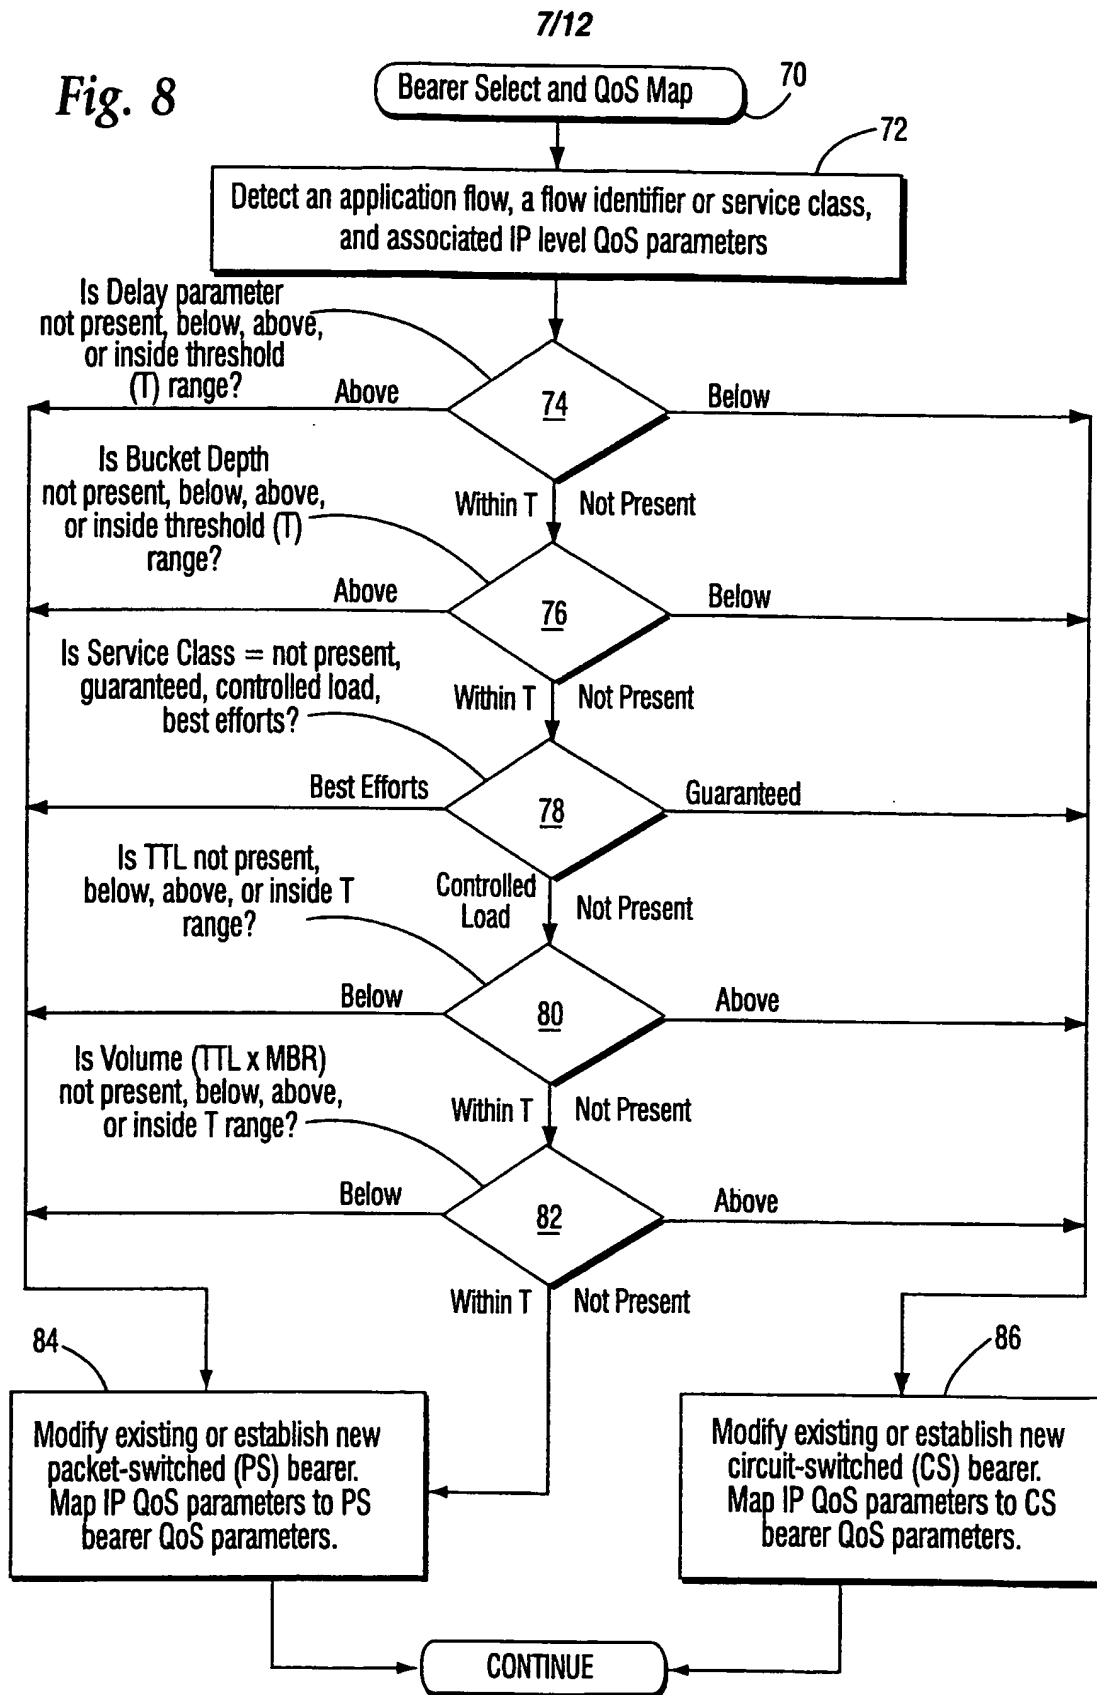 7/12
Fig. 8
Bearer Select and QoS Map
70
72
Detect an application flow, a flow identifier or service class,
and associated IP level QoS parameters
Is Delay parameter
not present, below, above,
or inside threshold
(T) range?
Above
74
Below
Within T
Not Present
Is Bucket Depth
not present, below, above,
or inside threshold (T)
range?
Above
76
Below
Within T
Not Present
Is Service Class = not present,
guaranteed, controlled load,
best efforts?
Best Efforts
78
Guaranteed
Controlled
Load
Not Present
Is TTL not present,
below, above, or inside T
range?
Below
80
Above
Within T
Not Present
Is Volume (TTL x MBR)
not present, below, above,
or inside T range?
Below
82
Above
Within T
Not Present
84
Modify existing or establish new
packet-switched (PS) bearer.
Map IP QoS parameters to PS
bearer QoS parameters.
86
Modify existing or establish new
circuit-switched (CS) bearer.
Map IP QoS parameters to CS
bearer QoS parameters.
CONTINUE